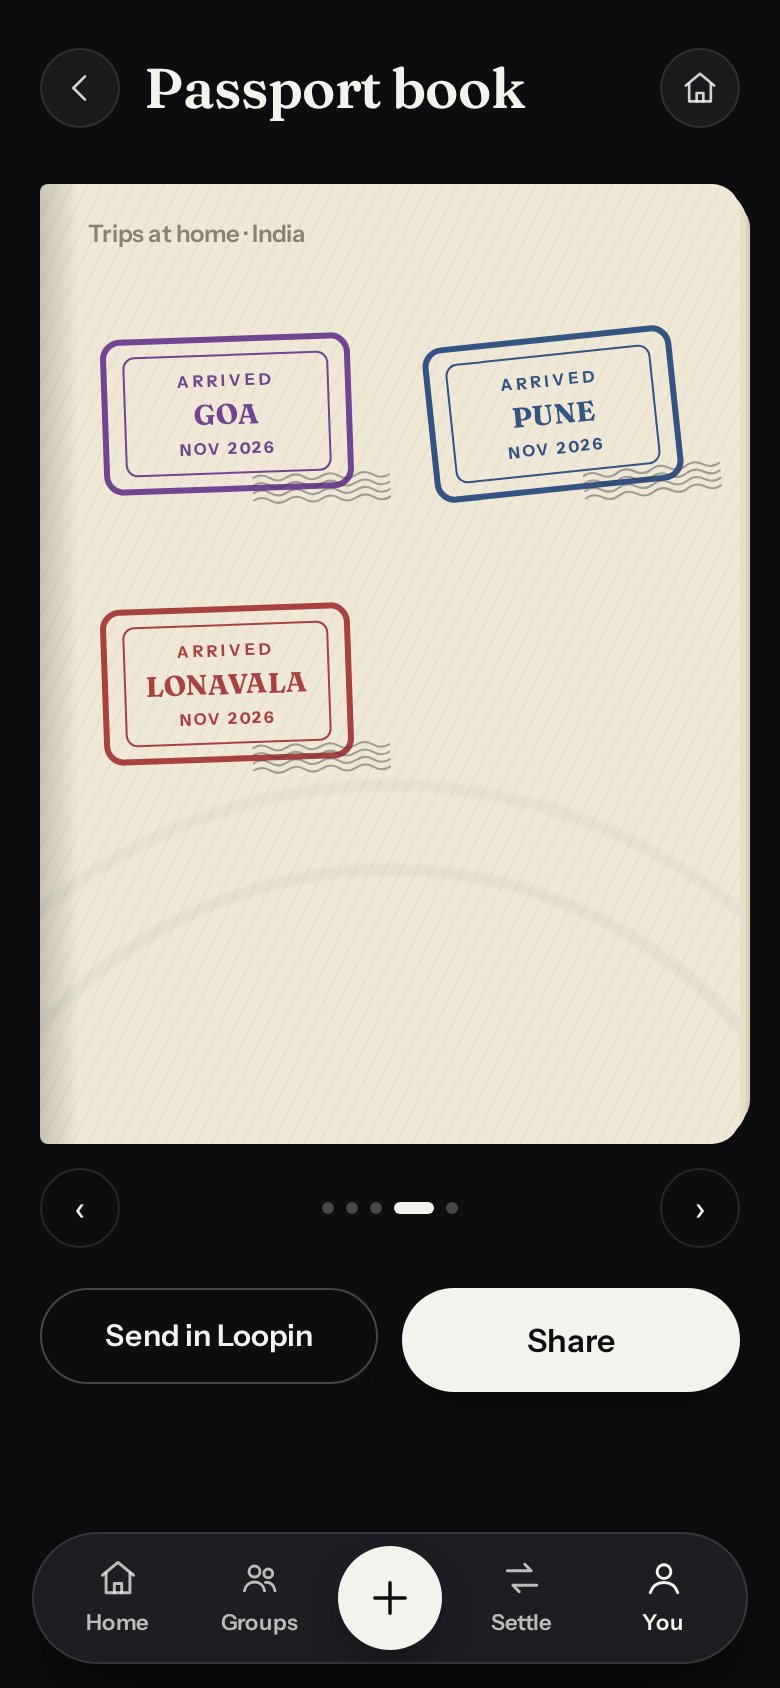 Passport book
Trips at home · India
ARRIVED
GOA
NOV 2026
ARRIVED
PUNE
NOV 2026
ARRIVED
LONAVALA
NOV 2026
Send in Loopin
Share
Home
Groups
Settle
You